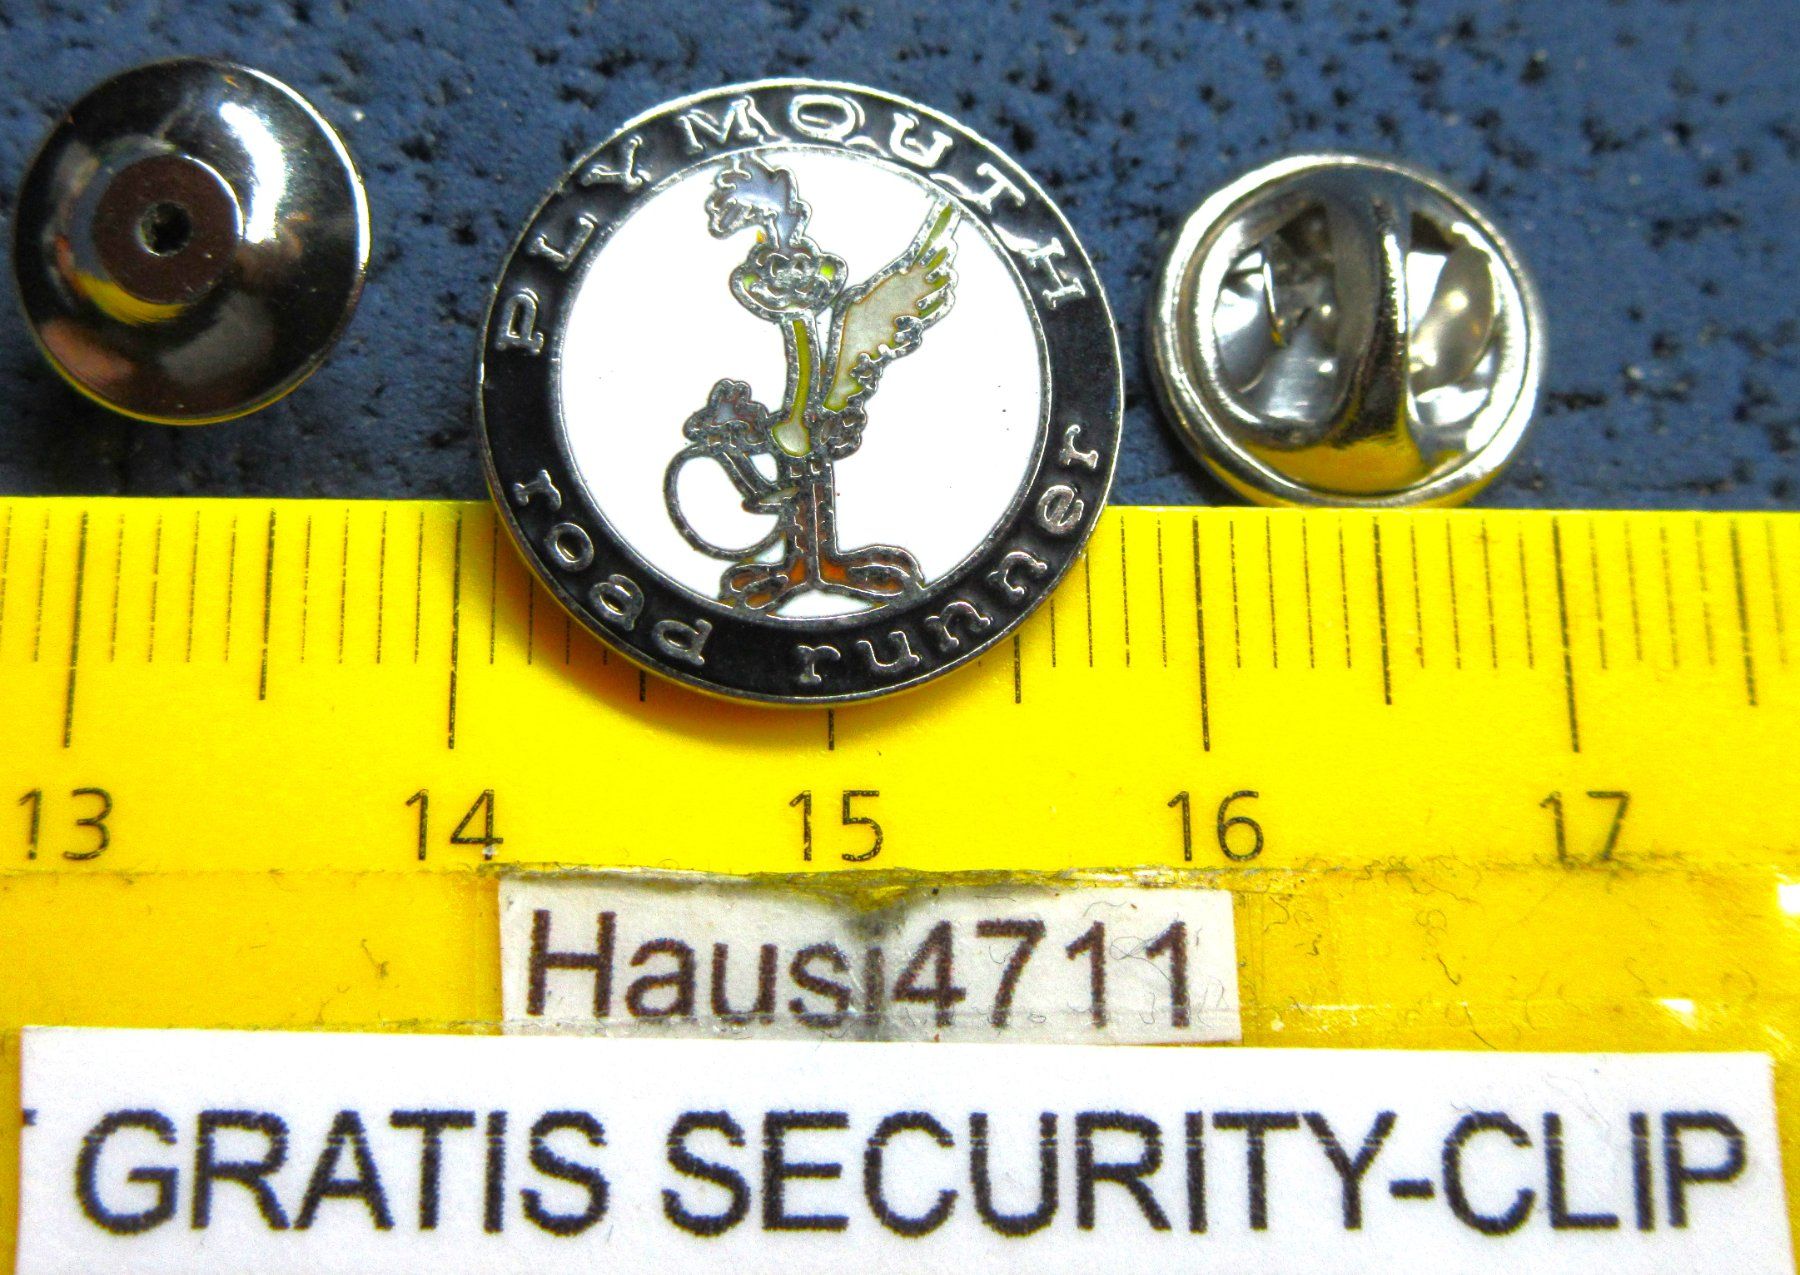 PLYMOUTH
road runner
13 14 15 16 17
Hausi4711
GRATIS SECURITY-CLIP